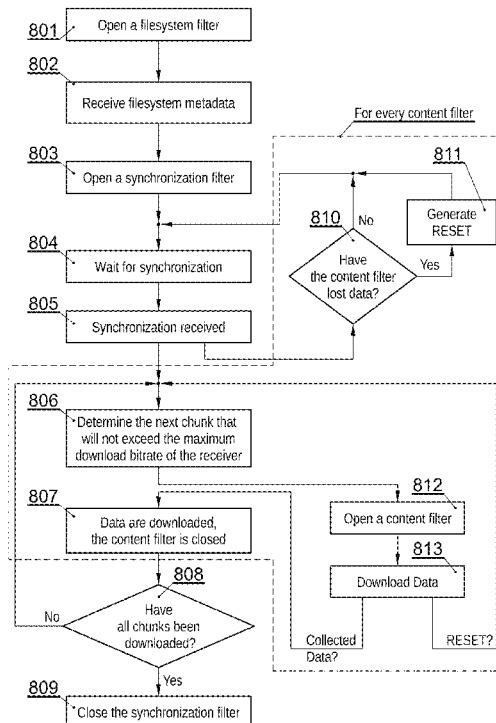 801
Open a filesystem filter
802
Receive filesystem metadata
For every content filter
803
Open a synchronization filter
811
Generate
RESET
810
No
Have
the content filter
lost data?
Yes
804
Wait for synchronization
805
Synchronization received
806
Determine the next chunk that
will not exceed the maximum
download bitrate of the receiver
812
Open a content filter
807
Data are downloaded,
the content filter is closed
813
Download Data
808
Have
all chunks been
downloaded?
No
Collected
Data?
RESET?
Yes
809
Close the synchronization filter